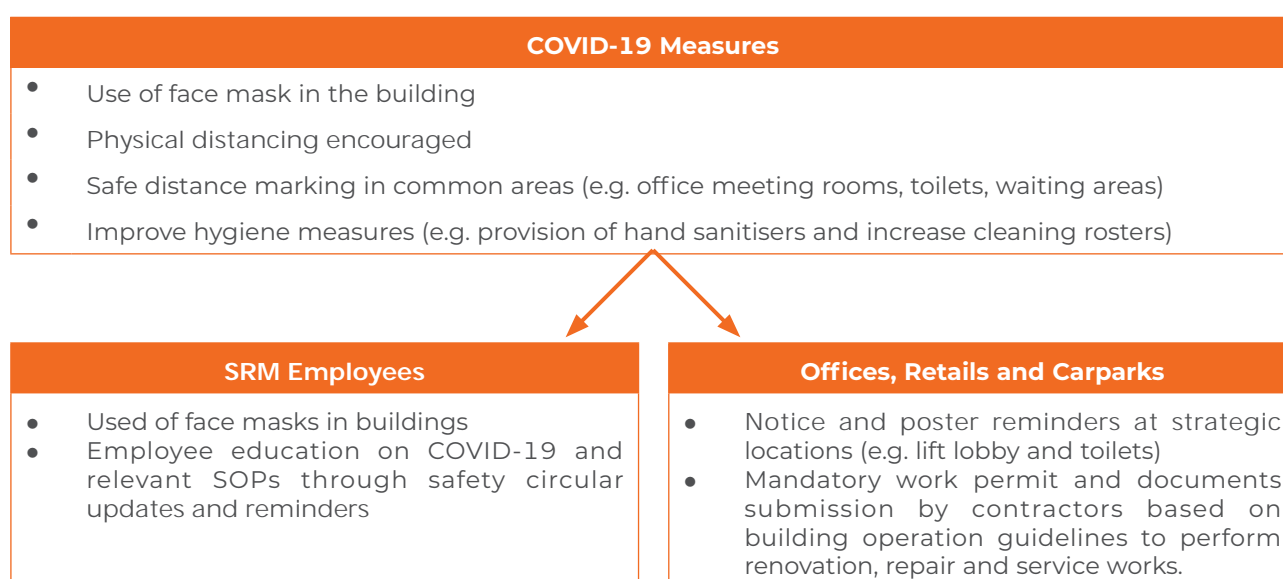 COVID-19 Measures
● Use of face mask in the building
● Physical distancing encouraged
● Safe distance marking in common areas (e.g. office meeting rooms, toilets, waiting areas)
● Improve hygiene measures (e.g. provision of hand sanitisers and increase cleaning rosters)
SRM Employees
● Used of face masks in buildings
● Employee education on COVID-19 and
relevant SOPs through safety circular
updates and reminders
Offices, Retails and Carparks
● Notice and poster reminders at strategic
locations (e.g. lift lobby and toilets)
● Mandatory work permit and documents
submission by contractors based on
building operation guidelines to perform
renovation, repair and service works.